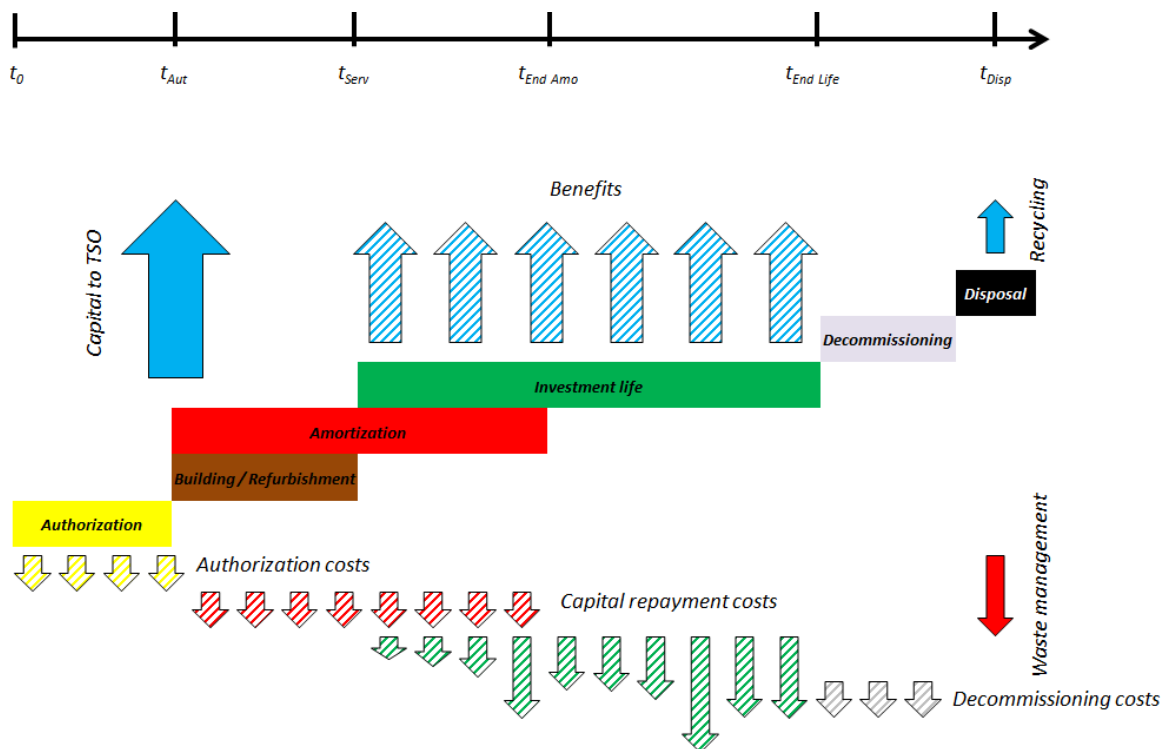 t0
tAut
tServ
tEnd Amo
tEnd Life
tDisp
Benefits
Capital to TSO
Recycling
Disposal
Decommissioning
Investment life
Amortization
Building / Refurbishment
Authorization
Authorization costs
Capital repayment costs
Waste management
Decommissioning costs